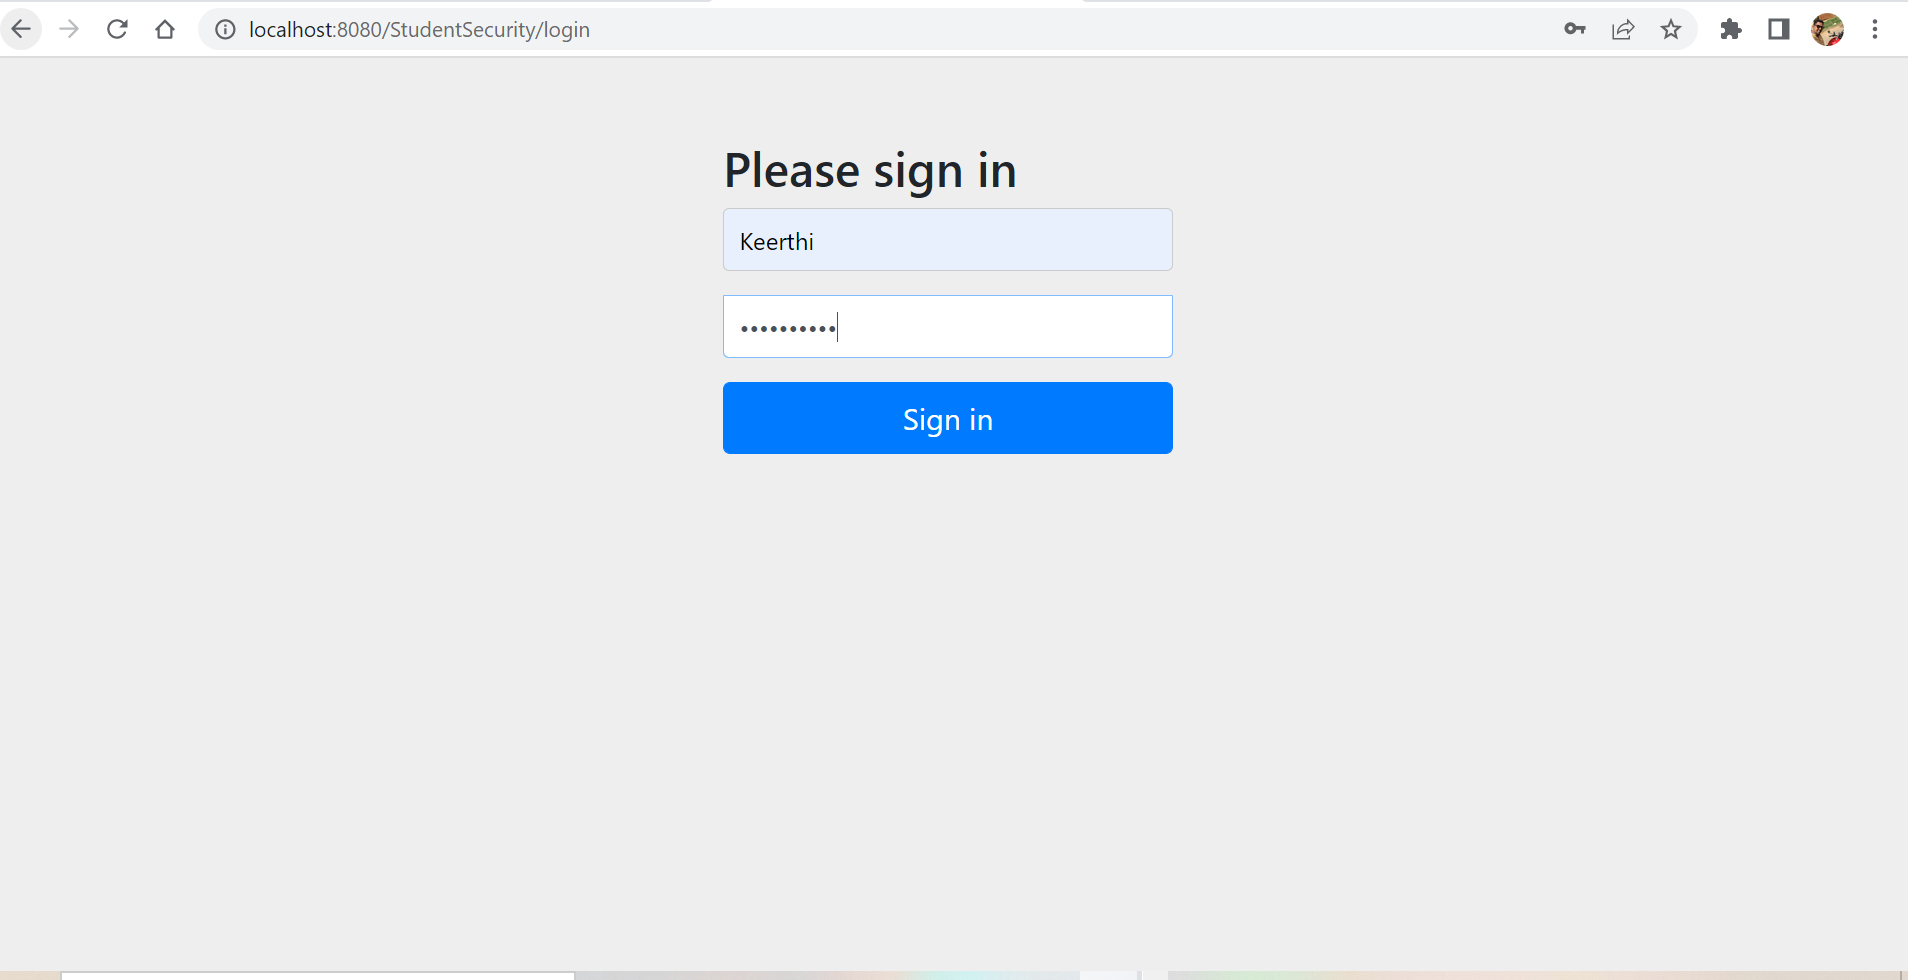 localhost:8080/StudentSecurity/login
Please sign in
Keerthi
••••••••••
Sign in